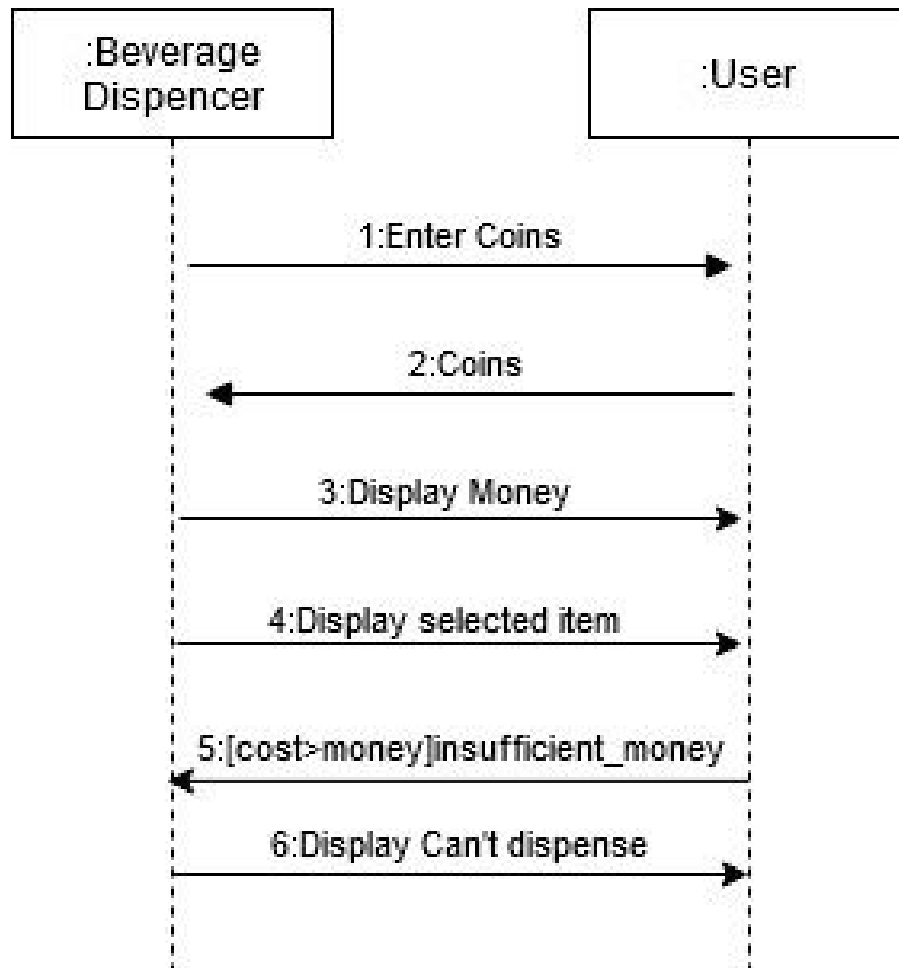 :Beverage
Dispencer
:User
1:Enter Coins
2:Coins
3:Display Money
4:Display selected item
5:[cost>money]insufficient_money
6:Display Can't dispense